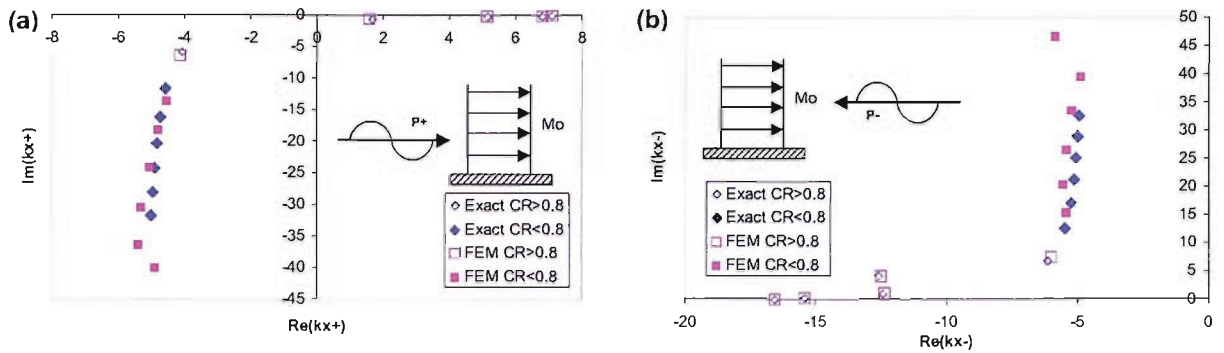 (a)
-6 -4 -2 0 2 4 6 8
0
-5
-10
-15
-20
-25
-30
-35
-40
-45
Im(kx+)
Re(kx+)
P+
Mo
Exact CR>0.8
Exact CR<0.8
FEM CR>0.8
FEM CR<0.8
(b)
50
45
40
35
30
25
20
15
10
5
0
-20 -15 -10 -5 0
Im(kx-)
Re(kx-)
Mo
P-
Exact CR>0.8
Exact CR<0.8
FEM CR>0.8
FEM CR<0.8